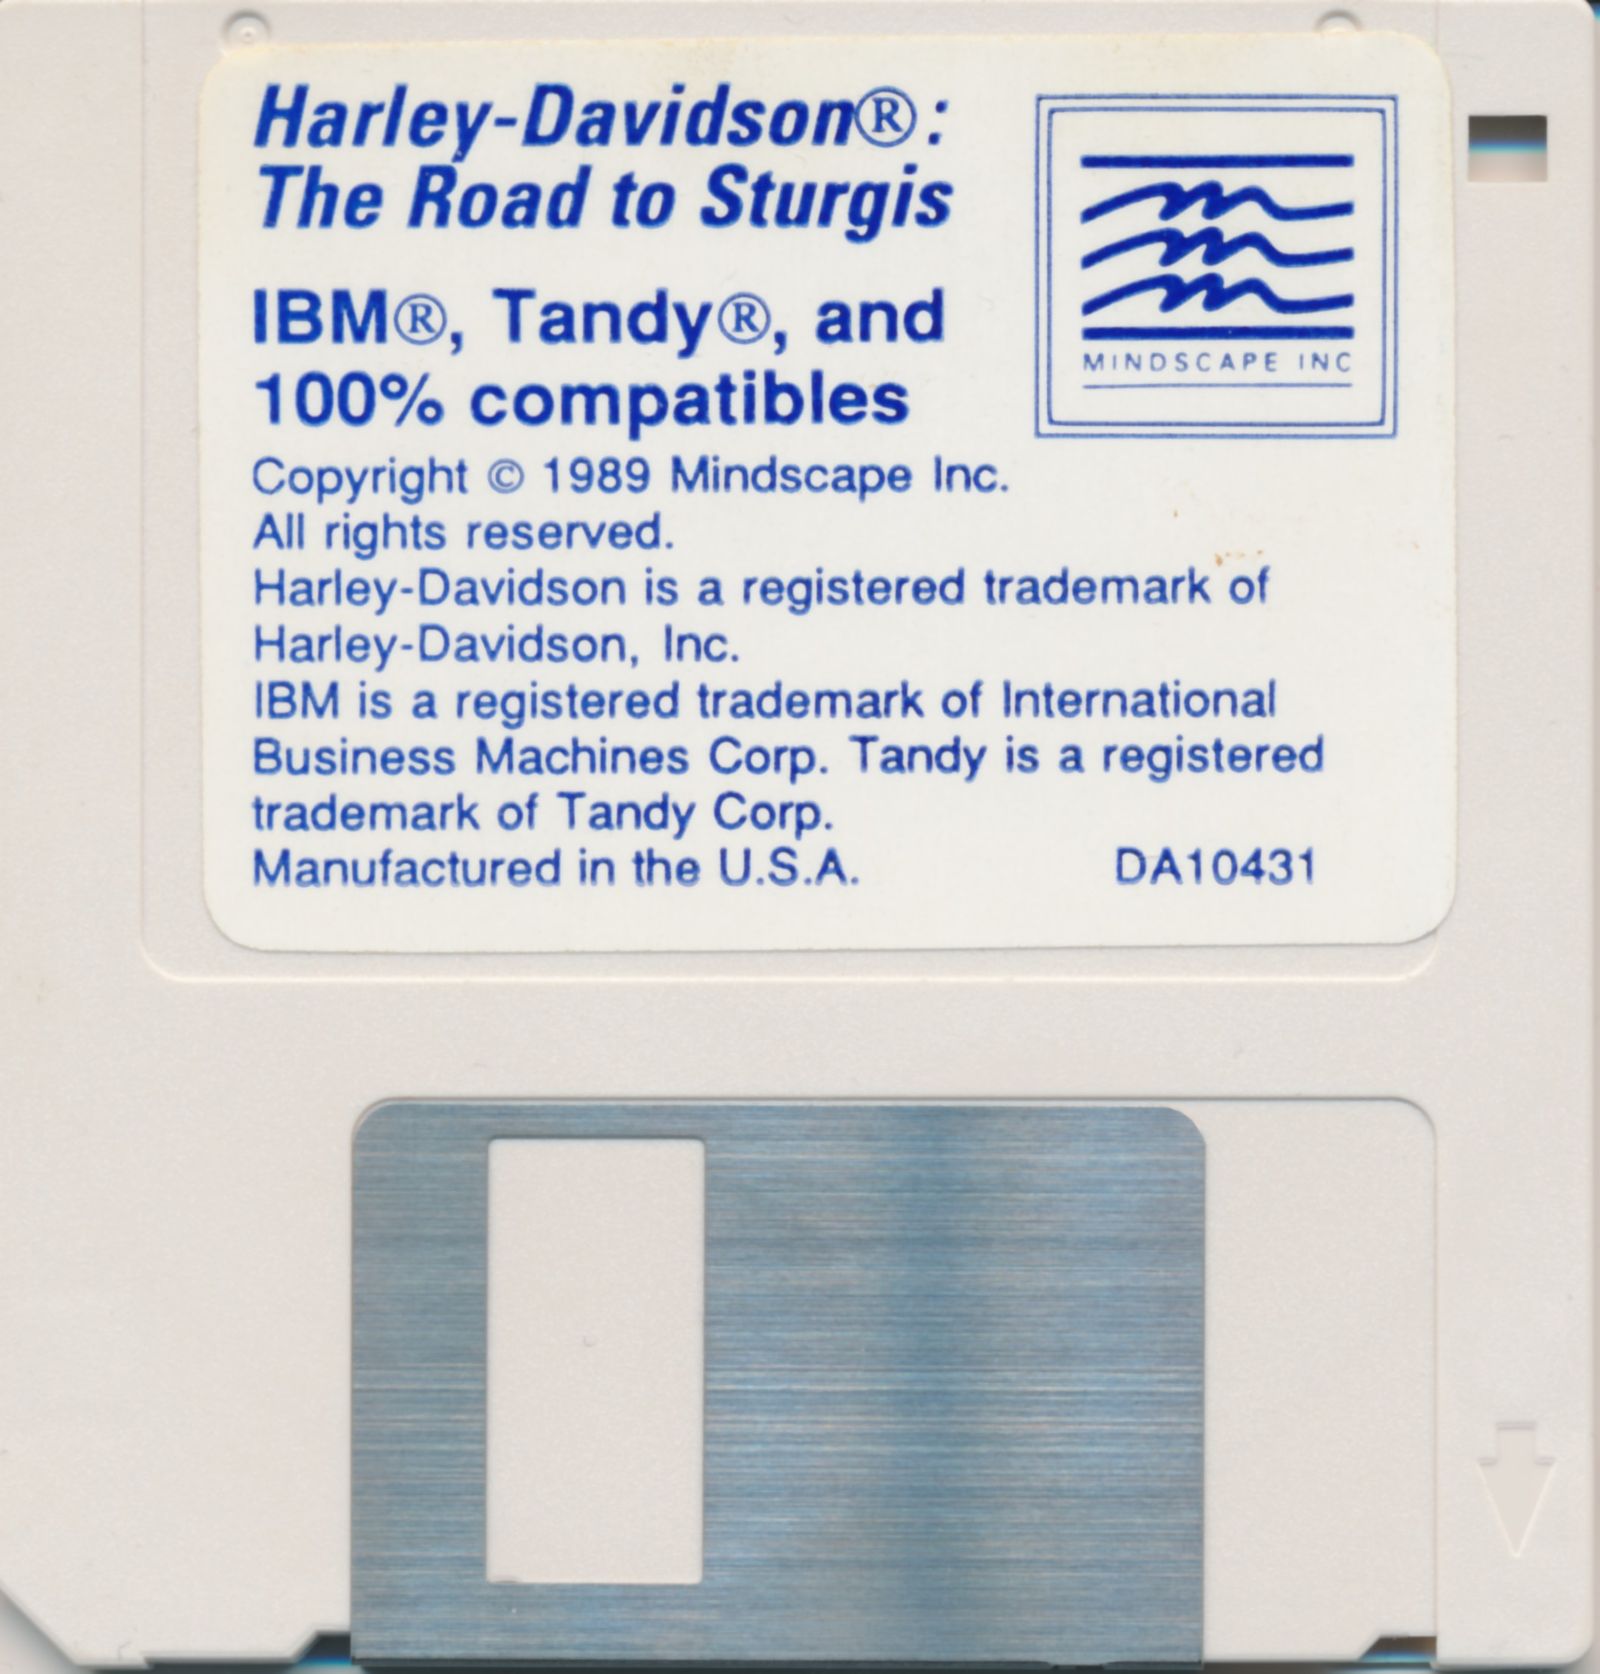 Harley-Davidson®:
The Road to Sturgis
IBM®, Tandy®, and
100% compatibles
MINDSCAPE INC
Copyright © 1989 Mindscape Inc.
All rights reserved.
Harley-Davidson is a registered trademark of
Harley-Davidson, Inc.
IBM is a registered trademark of International
Business Machines Corp. Tandy is a registered
trademark of Tandy Corp.
Manufactured in the U.S.A. DA10431